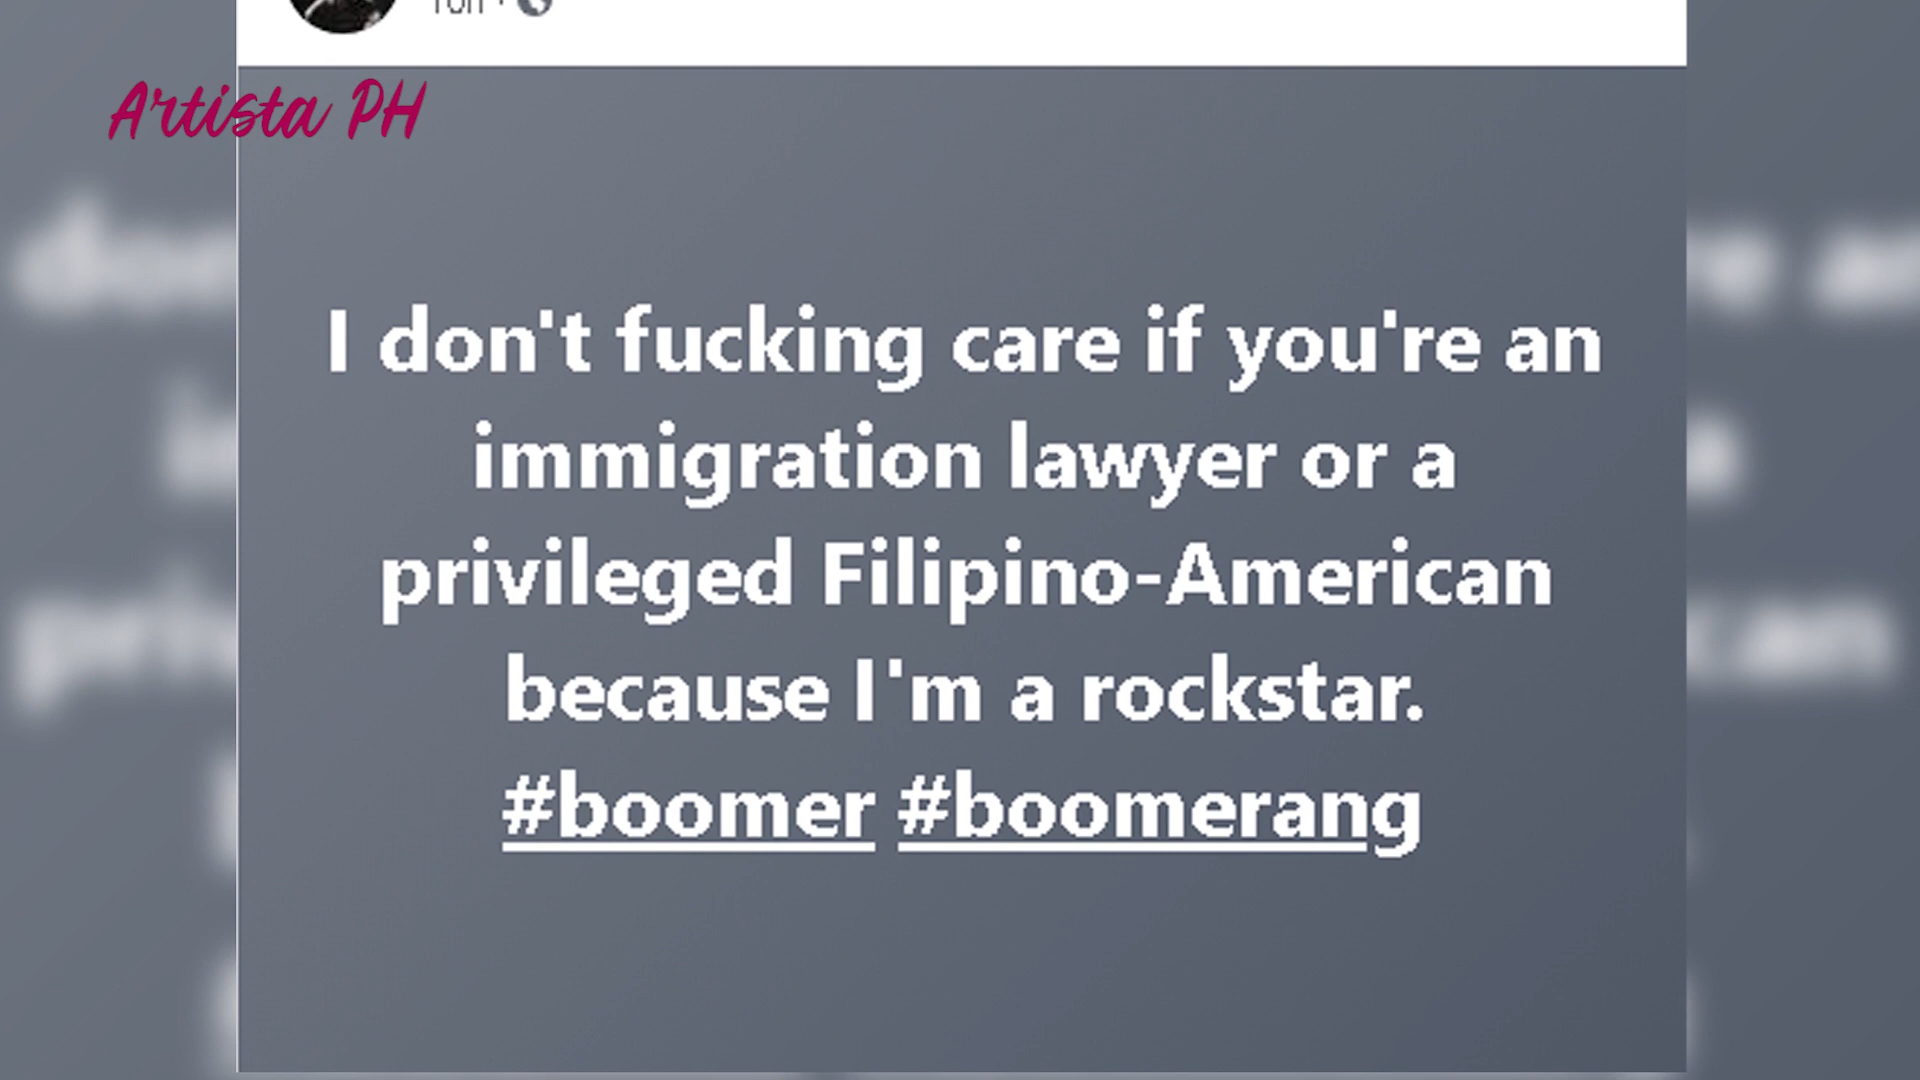 Artista PH
I don't fucking care if you're an
immigration lawyer or a
privileged Filipino-American
because I'm a rockstar.
#boomer #boomerang